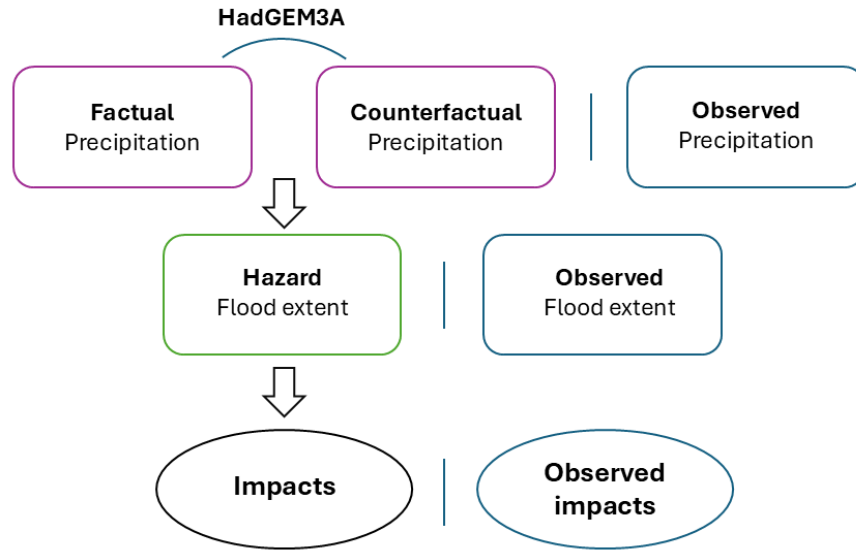 HadGEM3A
Factual
Precipitation
Counterfactual
Precipitation
Observed
Precipitation
Hazard
Flood extent
Observed
Flood extent
Impacts
Observed
impacts